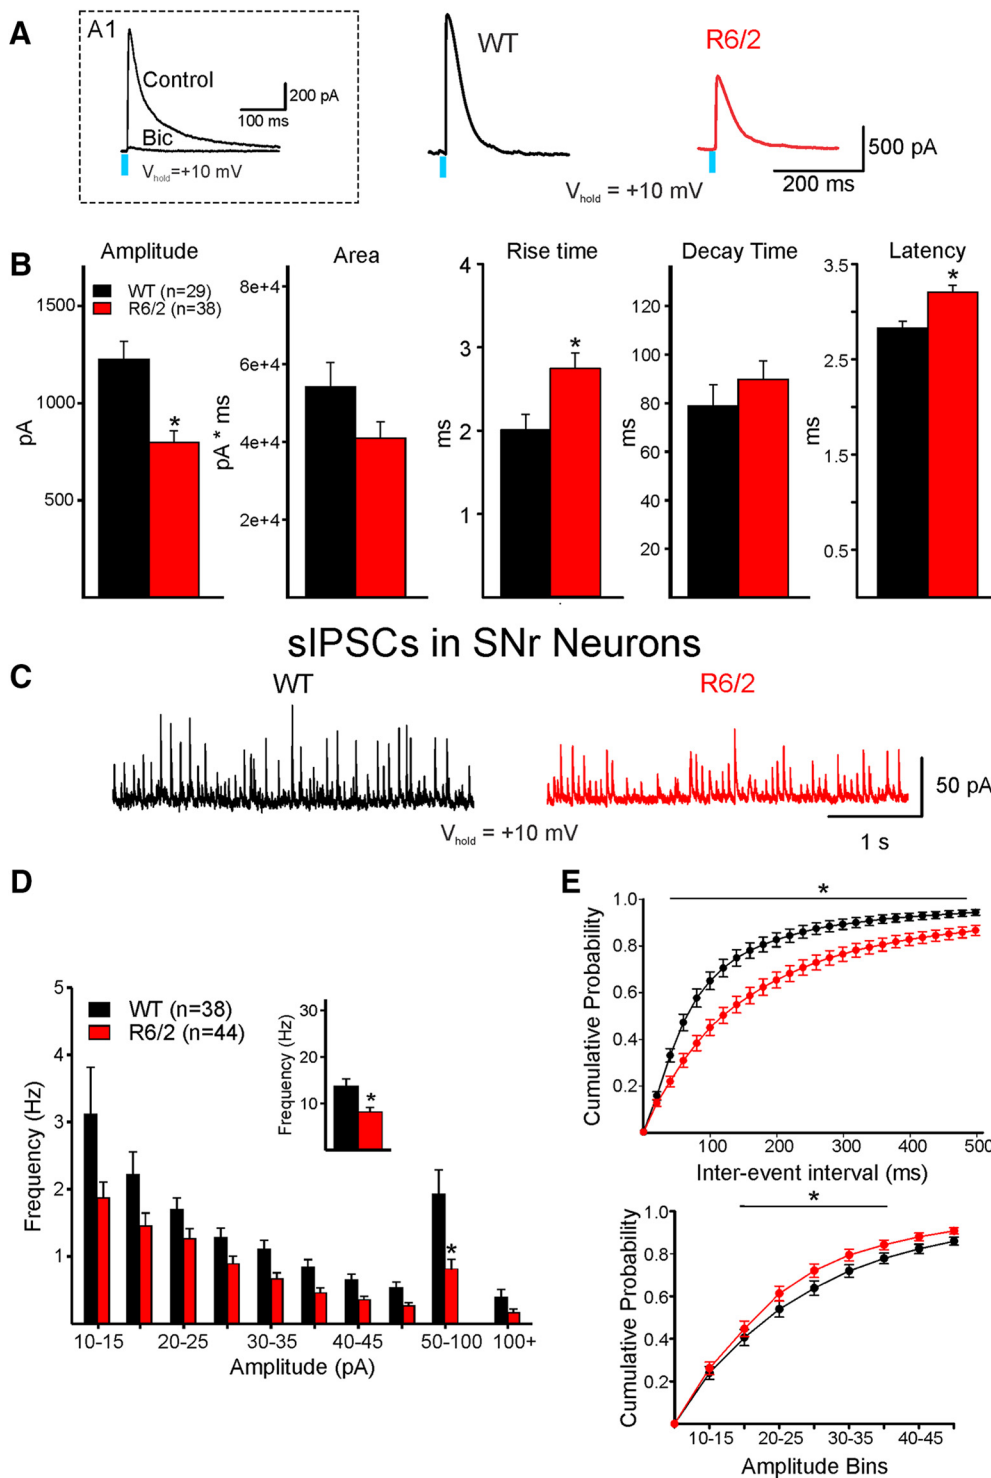 A
A1
Control
Bic
200 pA
100 ms
Vhold=+10 mV
WT
R6/2
500 pA
200 ms
Vhold = +10 mV
B
Amplitude
WT (n=29)
R6/2 (n=38)
1500
1000
500
pA
*
Area
8e+4
6e+4
4e+4
2e+4
pA * ms
Rise time
4
3
2
1
ms
*
Decay Time
120
100
80
60
40
20
ms
Latency
3.5
2.5
1.5
0.5
ms
*
sIPSCs in SNr Neurons
C
WT
R6/2
50 pA
1 s
Vhold = +10 mV
D
5
4
3
2
1
Frequency (Hz)
WT (n=38)
R6/2 (n=44)
30
20
10
Frequency (Hz)
*
*
10-15
20-25
30-35
40-45
50-100
100+
Amplitude (pA)
E
1.0
0.8
0.6
0.4
0.2
Cumulative Probability
*
100
200
300
400
500
Inter-event interval (ms)
1.0
0.8
0.6
0.4
0.2
Cumulative Probability
*
10-15
20-25
30-35
40-45
Amplitude Bins